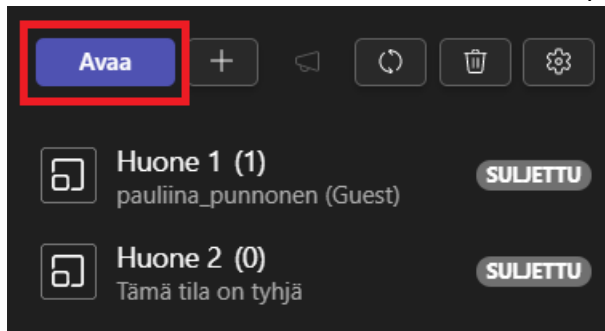 Avaa
Huone 1 (1)
pauliina_punnonen (Guest)
SULJETTU
Huone 2 (0)
Tämä tila on tyhjä
SULJETTU